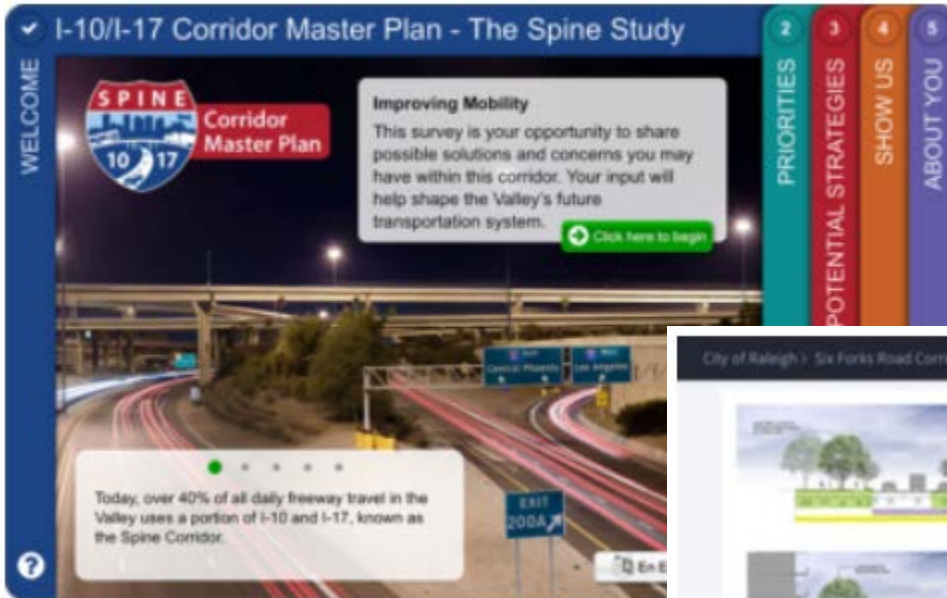 I-10/I-17 Corridor Master Plan - The Spine Study
WELCOME
2
PRIORITIES
3
POTENTIAL STRATEGIES
4
SHOW US
5
ABOUT YOU
SPINE
10 17
Corridor
Master Plan
Improving Mobility
This survey is your opportunity to share
possible solutions and concerns you may
have within this corridor. Your input will
help shape the Valley's future
transportation system.
Click here to begin
Central Phoenix
Los Angeles
EXIT
200A
Today, over 40% of all daily freeway travel in the
Valley uses a portion of I-10 and I-17, known as
the Spine Corridor.
?
En E
City of Raleigh › Six Forks Road Corr